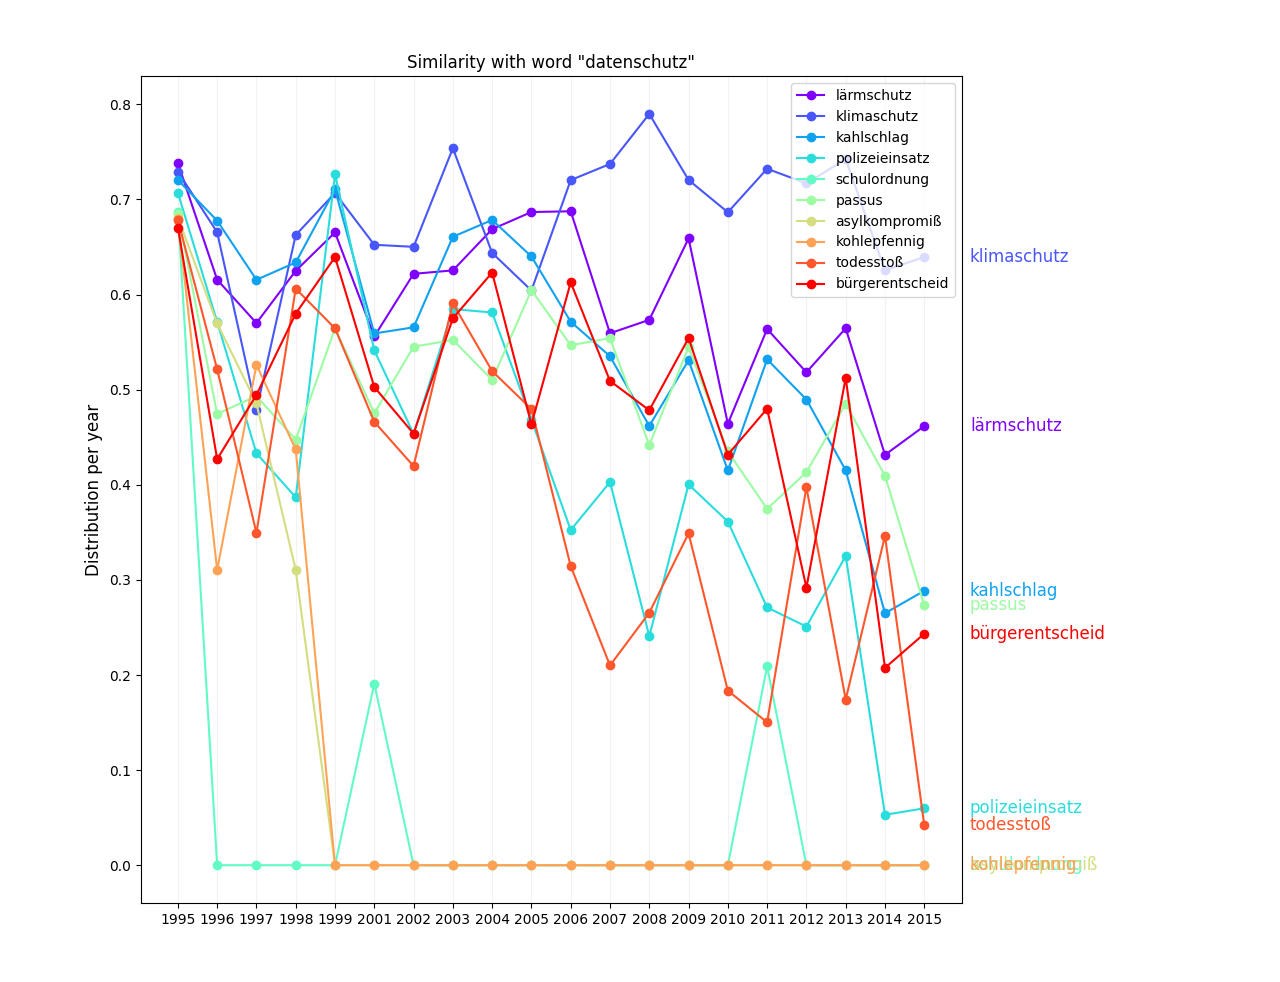 Similarity with word "datenschutz"
lärmschutz
klimaschutz
kahlschlag
polizeieinsatz
schulordnung
passus
asylkompromiß
kohlepfennig
todesstoß
bürgerentscheid
Distribution per year
0.8
0.7
0.6
0.5
0.4
0.3
0.2
0.1
0.0
1995 1996 1997 1998 1999 2001 2002 2003 2004 2005 2006 2007 2008 2009 2010 2011 2012 2013 2014 2015
klimaschutz
lärmschutz
kahlschlag
passus
bürgerentscheid
polizeieinsatz
todesstoß
kohlepfennig